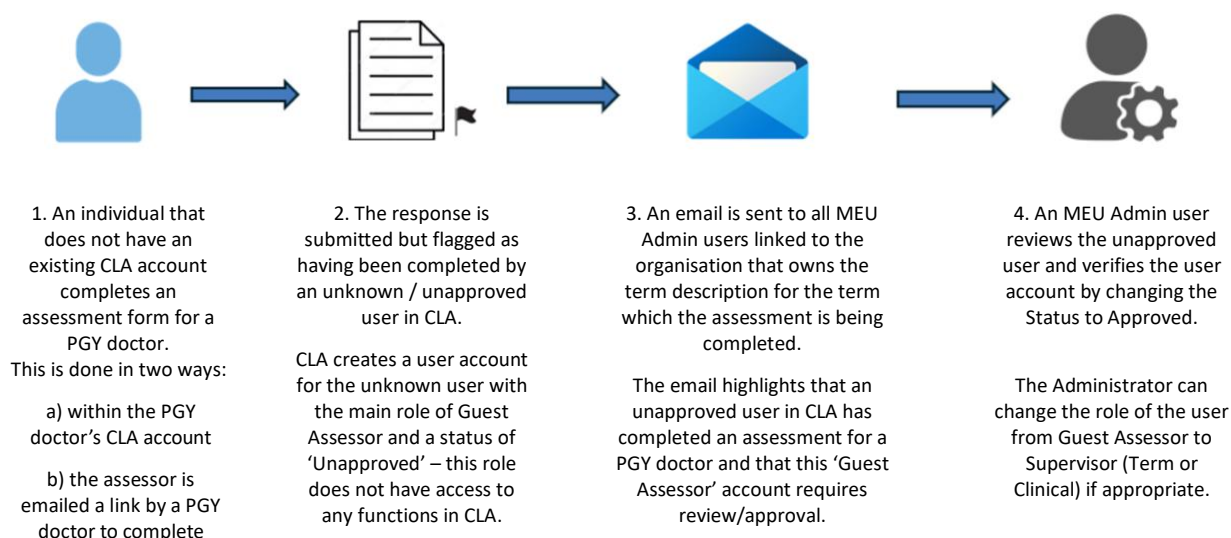 1. An individual that
does not have an
existing CLA account
completes an
assessment form for a
PGY doctor.
This is done in two ways:
a) within the PGY
doctor's CLA account
b) the assessor is
emailed a link by a PGY
doctor to complete
2. The response is
submitted but flagged as
having been completed by
an unknown / unapproved
user in CLA.
CLA creates a user account
for the unknown user with
the main role of Guest
Assessor and a status of
‘Unapproved’ – this role
does not have access to
any functions in CLA.
3. An email is sent to all MEU
Admin users linked to the
organisation that owns the
term description for the term
which the assessment is being
completed.
The email highlights that an
unapproved user in CLA has
completed an assessment for a
PGY doctor and that this ‘Guest
Assessor’ account requires
review/approval.
4. An MEU Admin user
reviews the unapproved
user and verifies the user
account by changing the
Status to Approved.
The Administrator can
change the role of the user
from Guest Assessor to
Supervisor (Term or
Clinical) if appropriate.